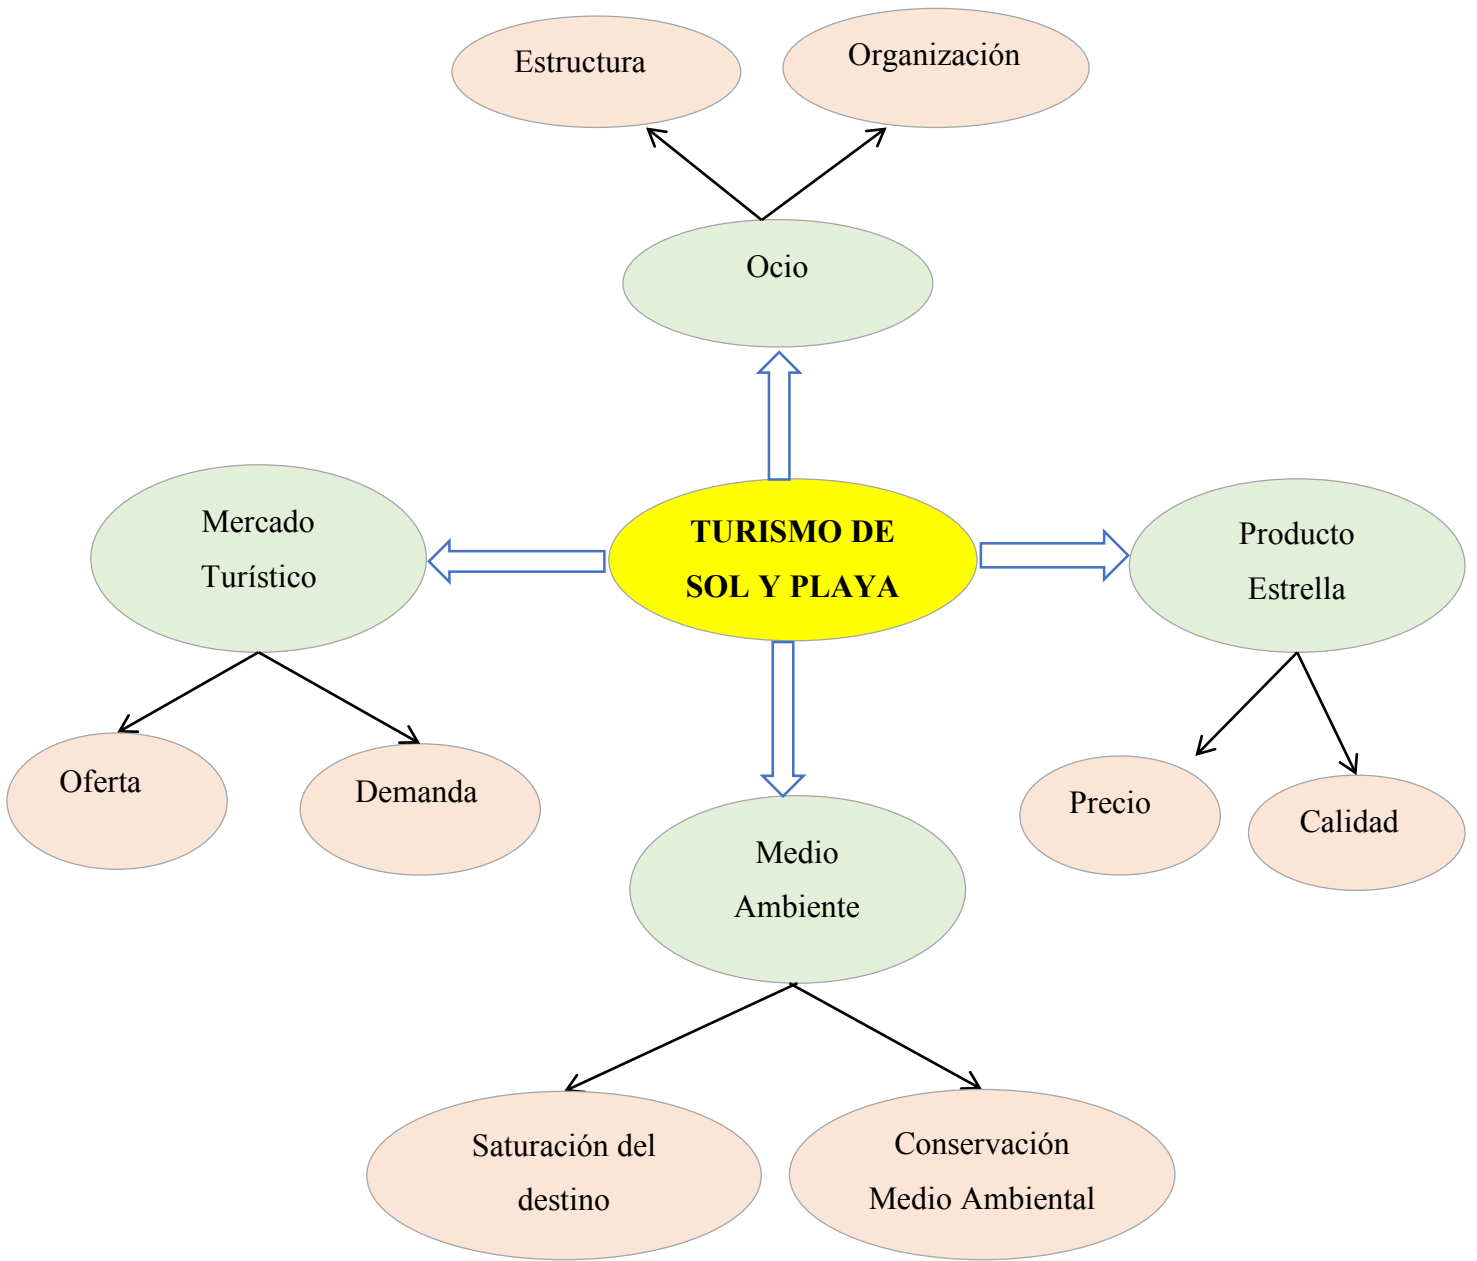 Estructura
Organización
Ocio
Mercado
Turístico
TURISMO DE
SOL Y PLAYA
Producto
Estrella
Oferta
Demanda
Precio
Calidad
Medio
Ambiente
Saturación del
destino
Conservación
Medio Ambiental